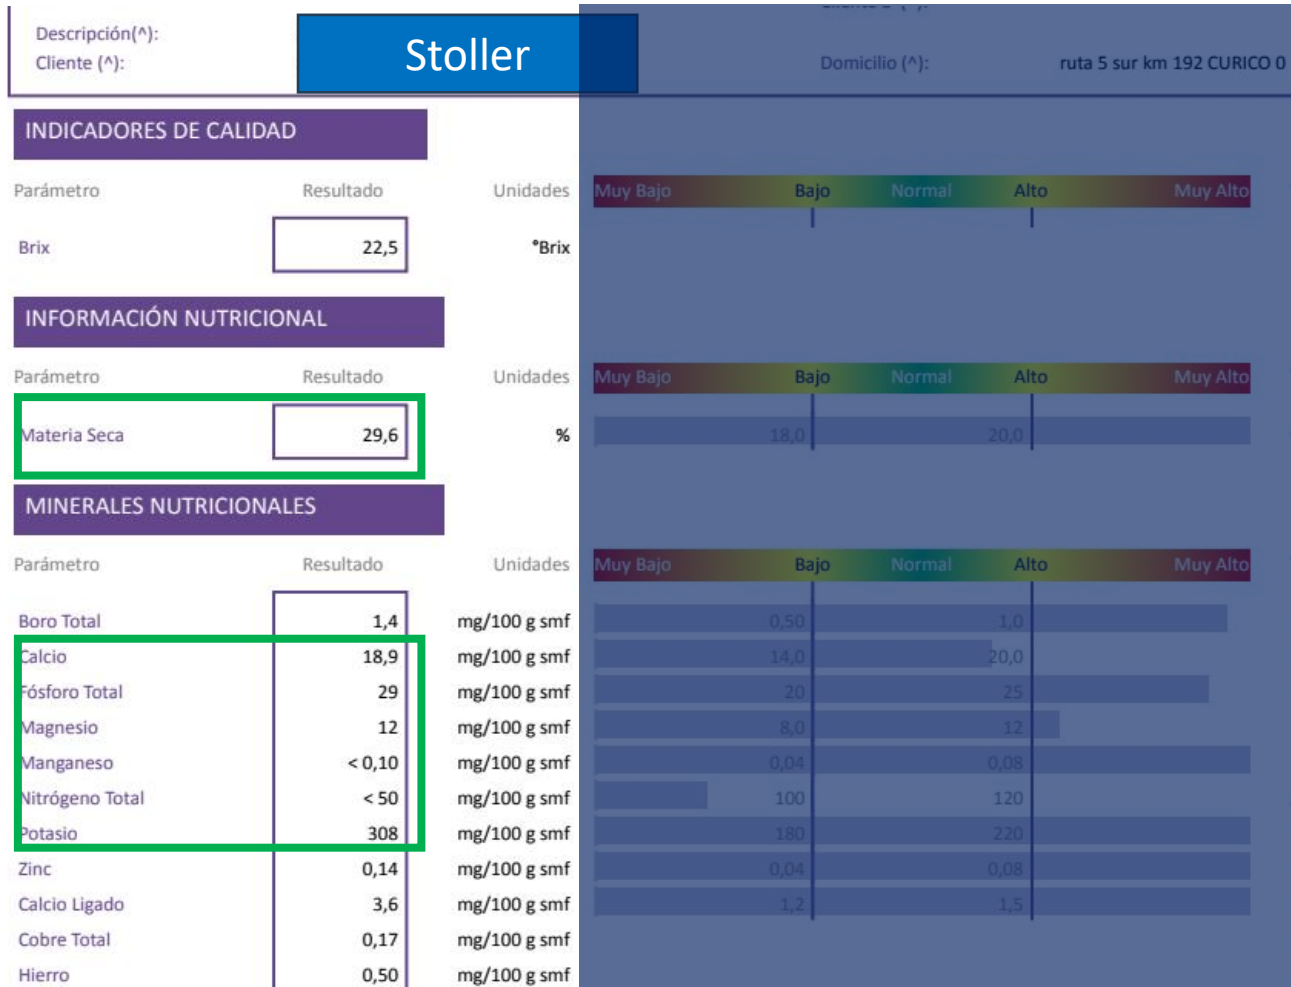 Descripción(^):
Cliente (^): Stoller Domicilio (^): ruta 5 sur km 192 CURICO 0
INDICADORES DE CALIDAD
Parámetro Resultado Unidades Muy Bajo Bajo Normal Alto Muy Alto
Brix 22,5 °Brix
INFORMACIÓN NUTRICIONAL
Parámetro Resultado Unidades Muy Bajo Bajo Normal Alto Muy Alto
Materia Seca 29,6 % 18,0 20,0
MINERALES NUTRICIONALES
Parámetro Resultado Unidades Muy Bajo Bajo Normal Alto Muy Alto
Boro Total 1,4 mg/100 g smf 0,50 1,0
Calcio 18,9 mg/100 g smf 14,0 20,0
Fósforo Total 29 mg/100 g smf 20 25
Magnesio 12 mg/100 g smf 8,0 12
Manganeso < 0,10 mg/100 g smf 0,04 0,08
Nitrógeno Total < 50 mg/100 g smf 100 120
Potasio 308 mg/100 g smf 180 220
Zinc 0,14 mg/100 g smf 0,04 0,08
Calcio Ligado 3,6 mg/100 g smf 1,2 1,5
Cobre Total 0,17 mg/100 g smf
Hierro 0,50 mg/100 g smf